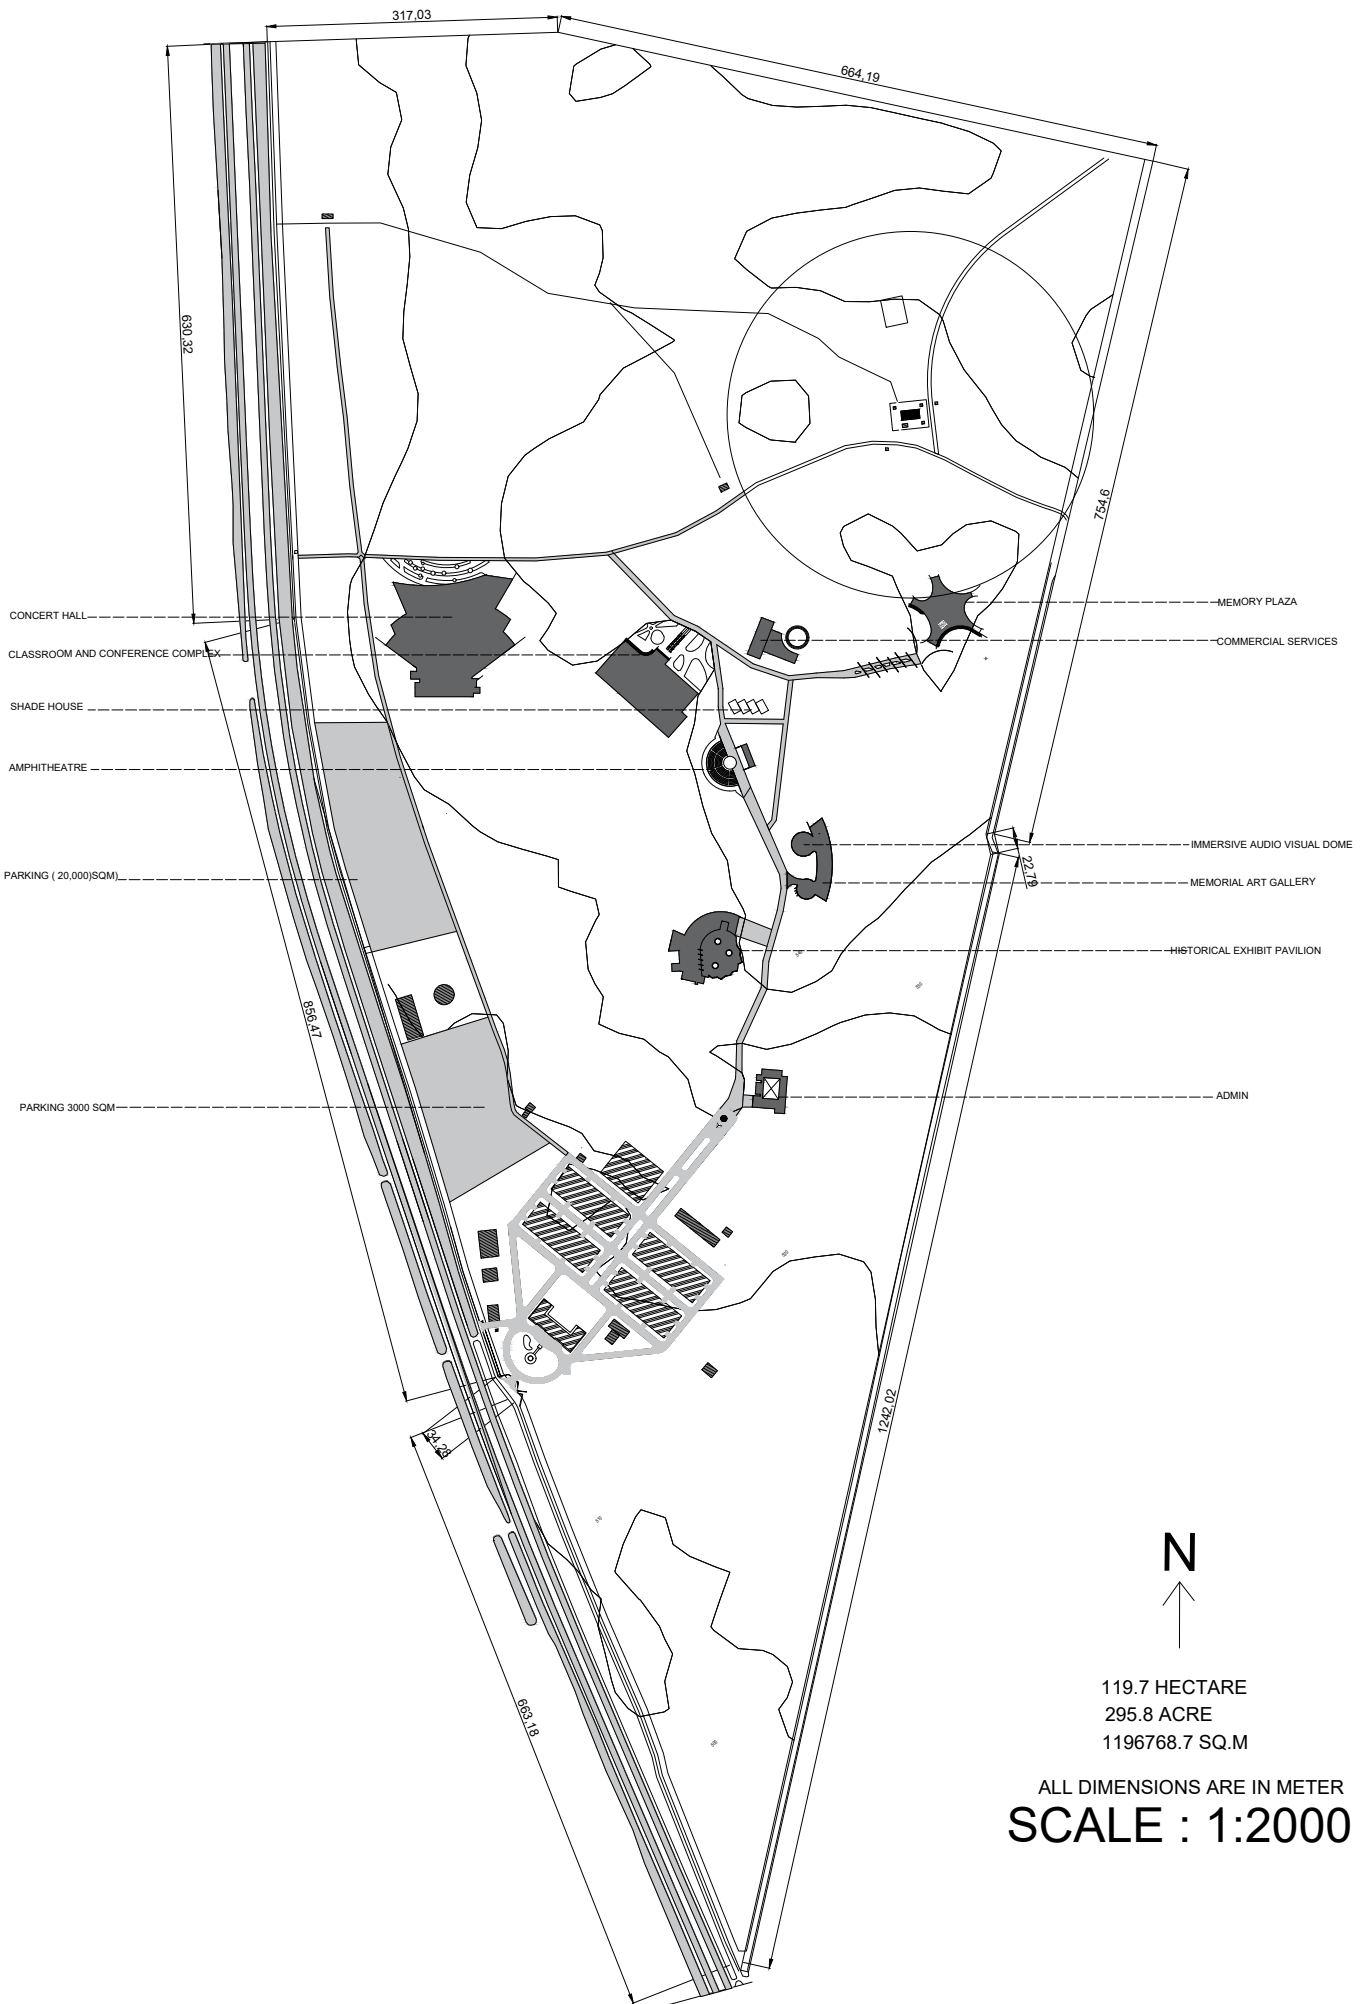 317,03
664,19
630,32
754,6
CONCERT HALL
MEMORY PLAZA
CLASSROOM AND CONFERENCE COMPLEX
COMMERCIAL SERVICES
SHADE HOUSE
AMPHITHEATRE
IMMERSIVE AUDIO VISUAL DOME
22,79
PARKING ( 20,000)SQM)
MEMORIAL ART GALLERY
HISTORICAL EXHIBIT PAVILION
856,47
PARKING 3000 SQM
ADMIN
1242,02
34,28
663,18
N
119.7 HECTARE
295.8 ACRE
1196768.7 SQ.M
ALL DIMENSIONS ARE IN METER
SCALE : 1:2000